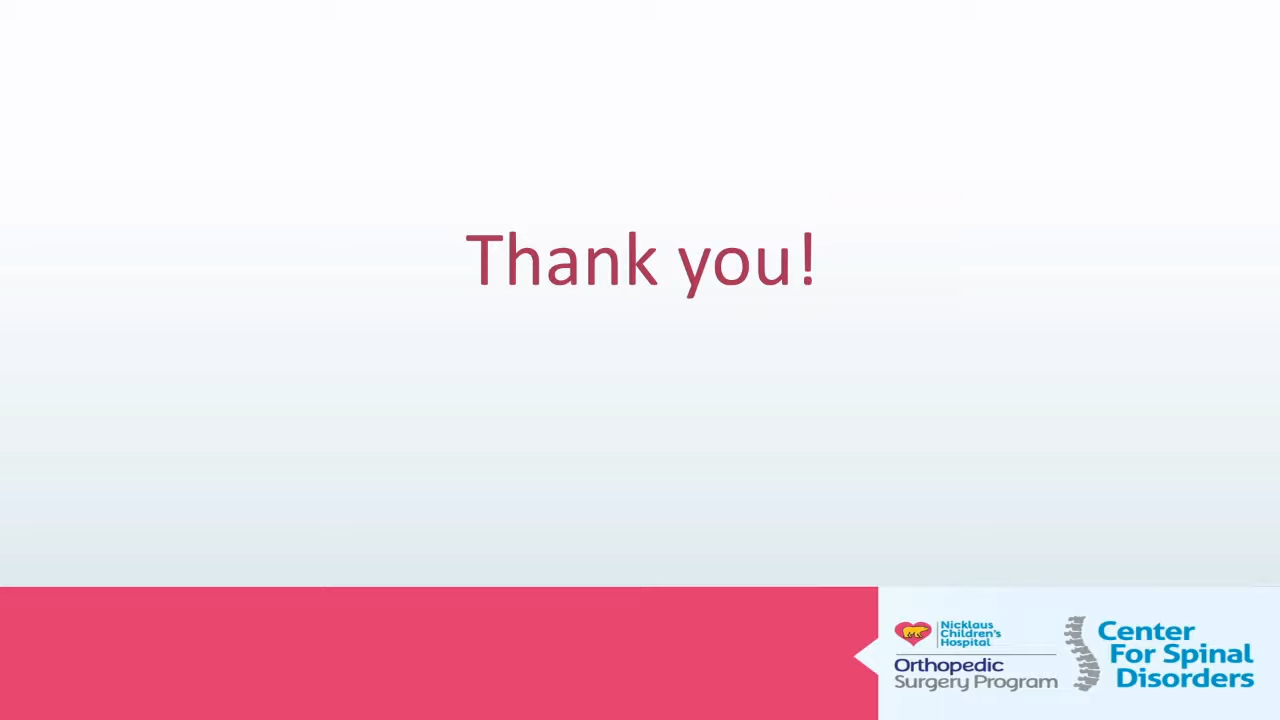 Thank you!
Nicklaus
Children's
Hospital
Orthopedic
Surgery Program
Center
For Spinal
Disorders